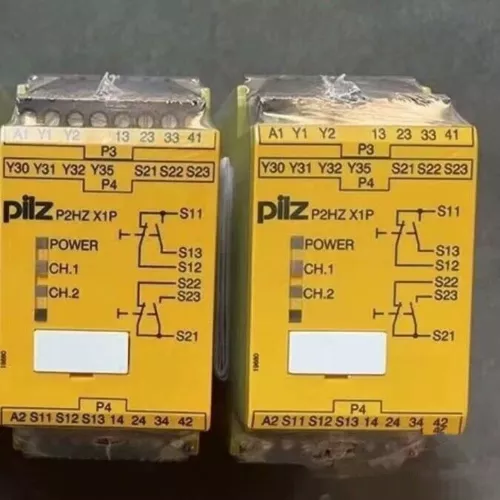 A1 Y1 Y2 13 23 33 41
P3
Y30 Y31 Y32 Y35 S21 S22 S23
P4
pilz P2HZ X1P
S11
POWER
S13
CH.1
S12
S22
CH.2
S23
S21
P4
A2 S11 S12 S13 14 24 34 42
A1 Y1 Y2 13 23 33 41
P3
Y30 Y31 Y32 Y35 S21 S22 S23
P4
pilz P2HZ X1P
S11
POWER
S13
CH.1
S12
S22
CH.2
S23
S21
P4
A2 S11 S12 S13 14 24 34 42